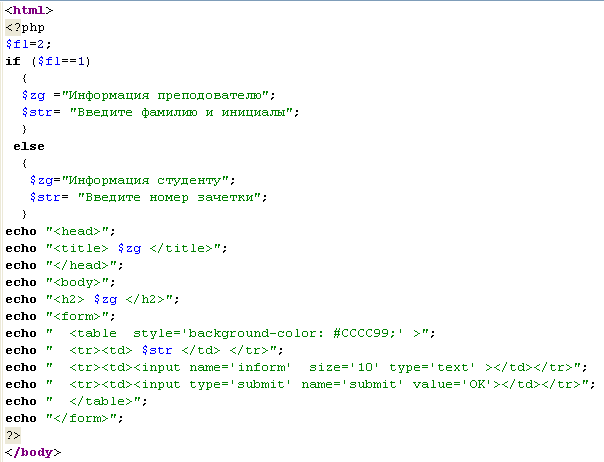 <html>
<?php
$fl=2;
if ($fl==1)
{
$zg ="Информация преподователю";
$str= "Введите фамилию и инициалы";
}
else
{
$zg="Информация студенту";
$str= "Введите номер зачетки";
}
echo "<head>";
echo "<title> $zg </title>";
echo "</head>";
echo "<body>";
echo "<h2> $zg </h2>";
echo "<form>";
echo "  <table  style='background-color: #CCCC99;' >";
echo "  <tr><td> $str </td> </tr>";
echo "  <tr><td><input name='inform'  size='10' type='text' ></td></tr>";
echo "  <tr><td><input type='submit' name='submit' value='OK'></td></tr>";
echo "  </table>";
echo "</form>";
?>
</body>